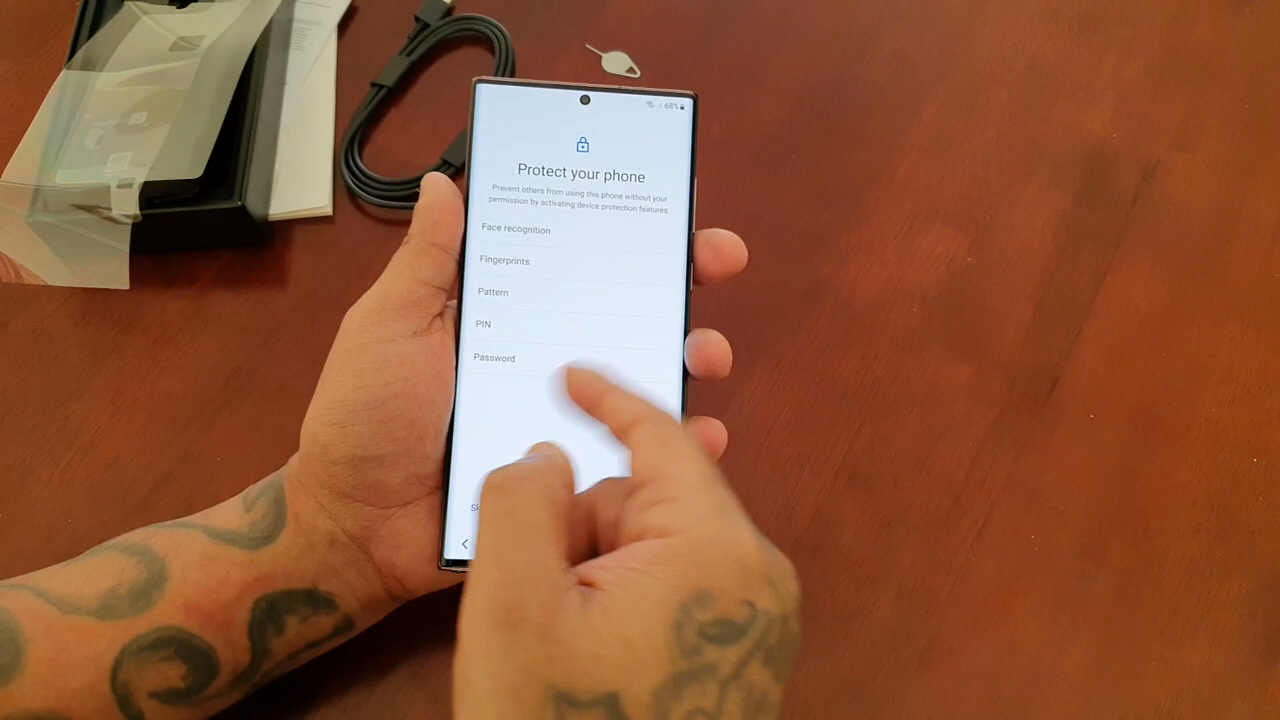 68%
Protect your phone
Prevent others from using this phone without your
permission by activating device protection features.
Face recognition
Fingerprints
Pattern
PIN
Password